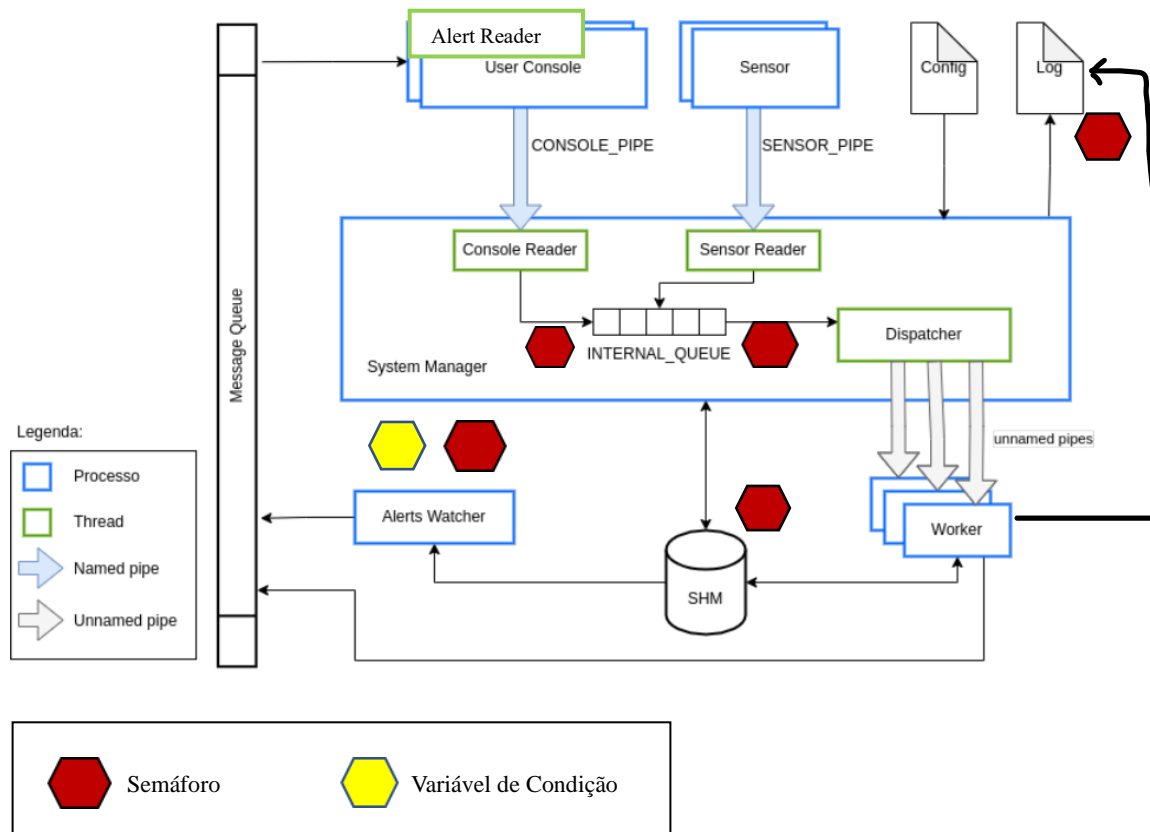 Alert Reader
User Console
Sensor
Config
Log
CONSOLE_PIPE
SENSOR_PIPE
Console Reader
Sensor Reader
Message Queue
INTERNAL_QUEUE
Dispatcher
System Manager
unnamed pipes
Legenda:
Processo
Thread
Named pipe
Unnamed pipe
Alerts Watcher
Worker
SHM
Semáforo
Variável de Condição